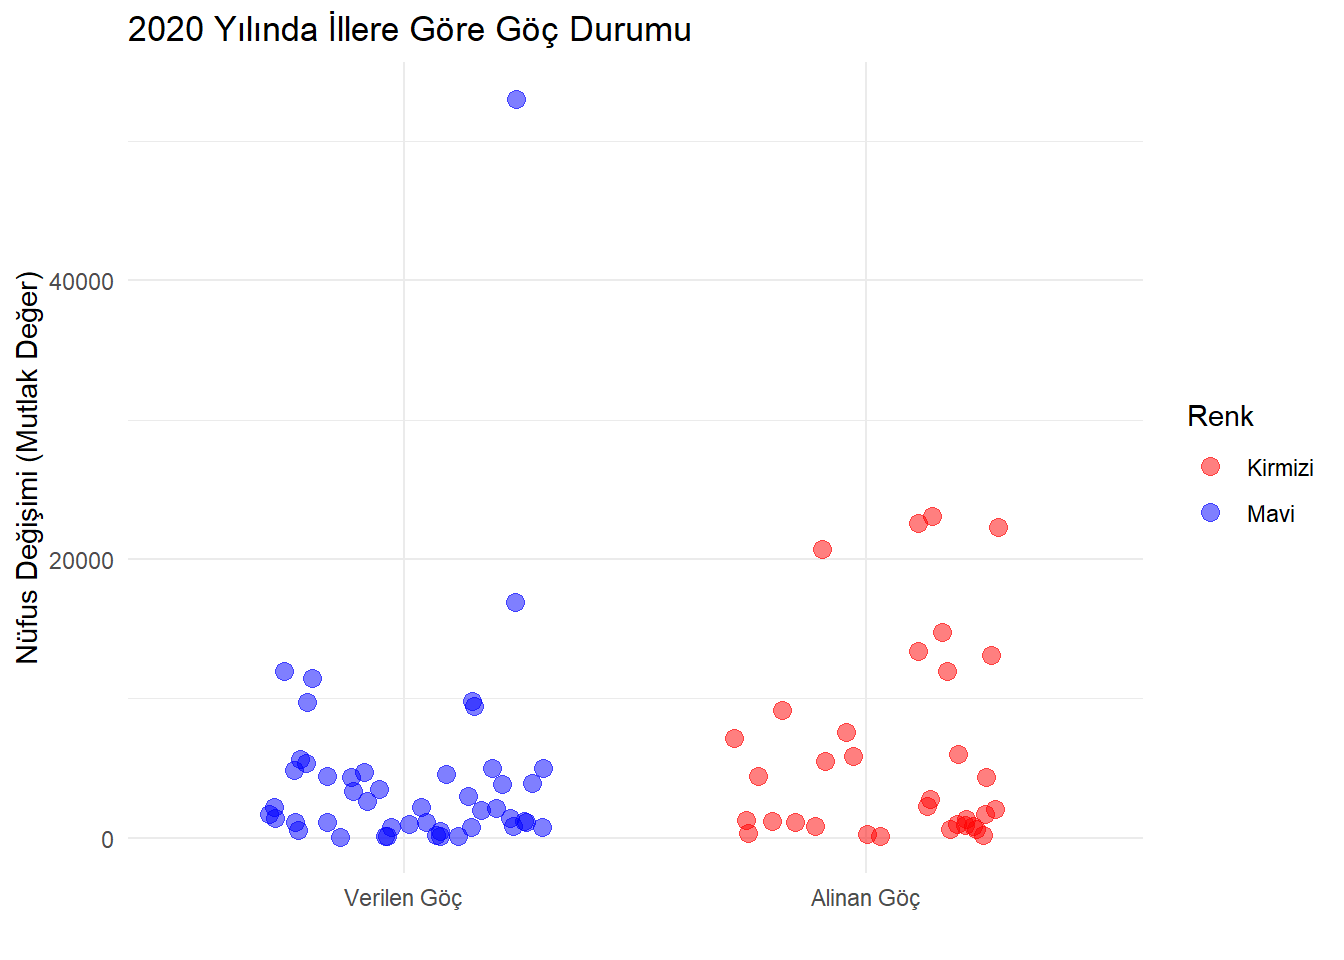 2020 Yılında İllere Göre Göç Durumu
Nüfus Değişimi (Mutlak Değer)
40000
20000
0
Verilen Göç
Alinan Göç
Renk
Kirmizi
Mavi